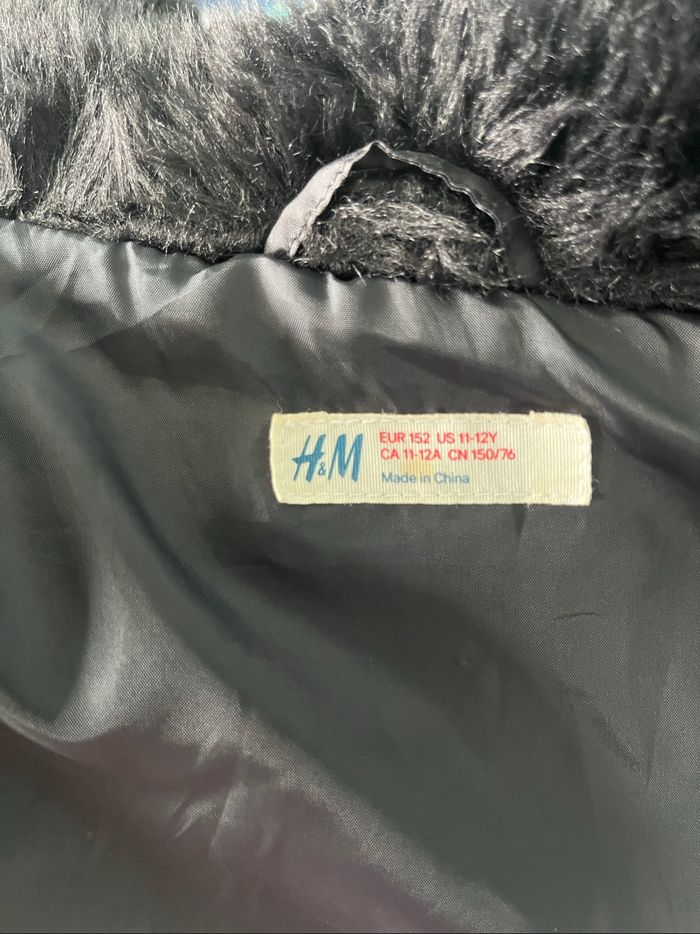 H&M
EUR 152 US 11-12Y
CA 11-12A CN 150/76
Made in China